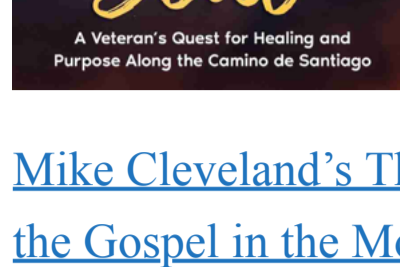 A Veteran's Quest for Healing and
Purpose Along the Camino de Santiago
Mike Cleveland’s
the Gospel in the